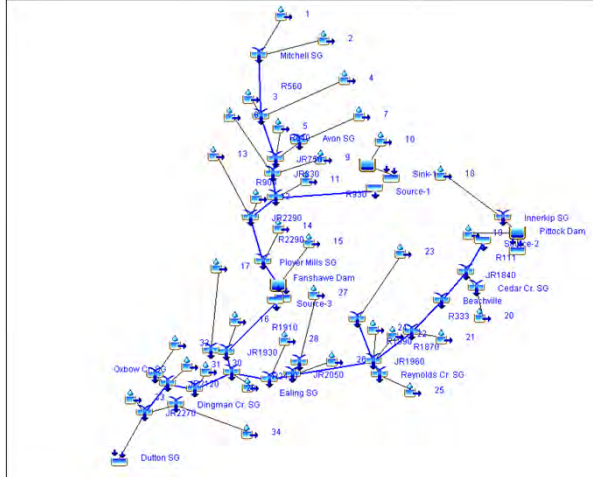 1
2
Mitchell SG
R560
4
3
7
5
Avon SG
10
JR750
9
13
R900
JR830
11
Sink-1
18
R930
Source-1
12
Innerkip SG
JR2290
14
19
Pittock Dam
R2290
15
Source-2
23
R111
Plover Mills SG
17
JR1840
Fanshawe Dam
Cedar Cr. SG
27
Beachville
Source-3
16
R333
20
R1910
22
28
R1870
21
32
JR1930
26
JR1960
Oxbow Cr. SG
31
30
JR2050
Reynolds Cr. SG
Ealing SG
25
33
Dingman Cr. SG
JR2270
34
Dutton SG